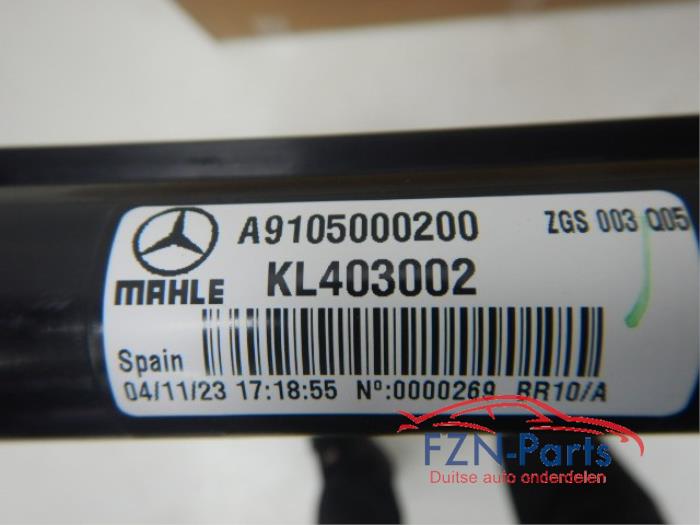 A9105000200 ZGS 003 Q05
MAHLE KL403002
Spain
04/11/23 17:18:55 Nº:0000269 RR10/A
FZN-Parts
Duitse auto onderdelen